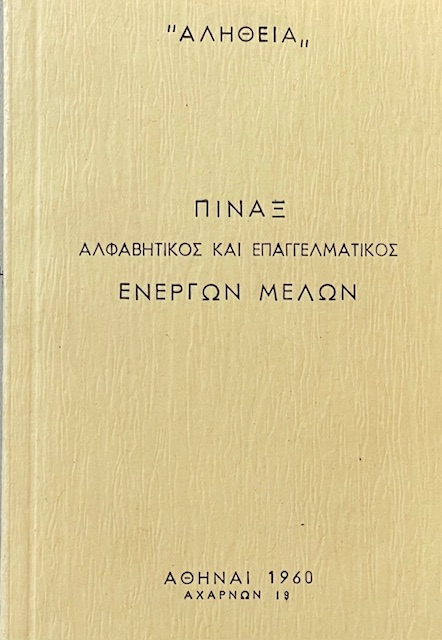 "ΑΛΗΘΕΙΑ„
ΠΙΝΑΞ
ΑΛΦΑΒΗΤΙΚΟΣ ΚΑΙ ΕΠΑΓΓΕΛΜΑΤΙΚΟΣ
ΕΝΕΡΓΩΝ ΜΕΛΩΝ
ΑΘΗΝΑΙ 1960
ΑΧΑΡΝΩΝ 19